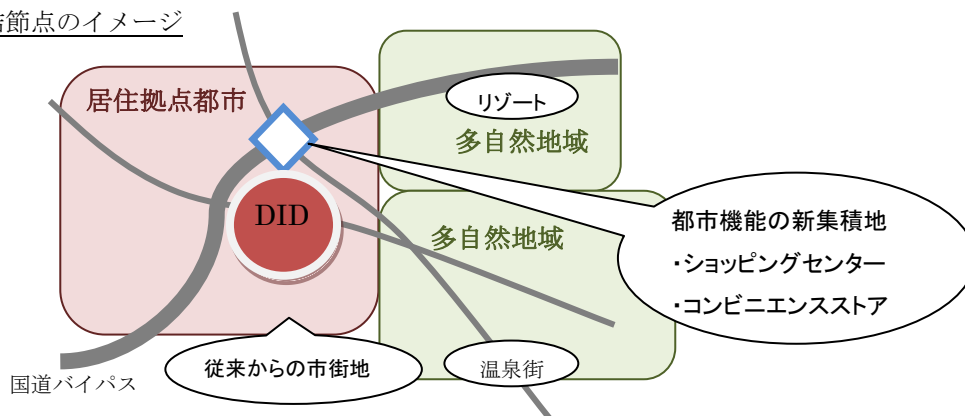 節点のイメージ
居住拠点都市
リゾート
多自然地域
DID
都市機能の新集積地
・ショッピングセンター
・コンビニエンスストア
多自然地域
従来からの市街地
温泉街
国道バイパス